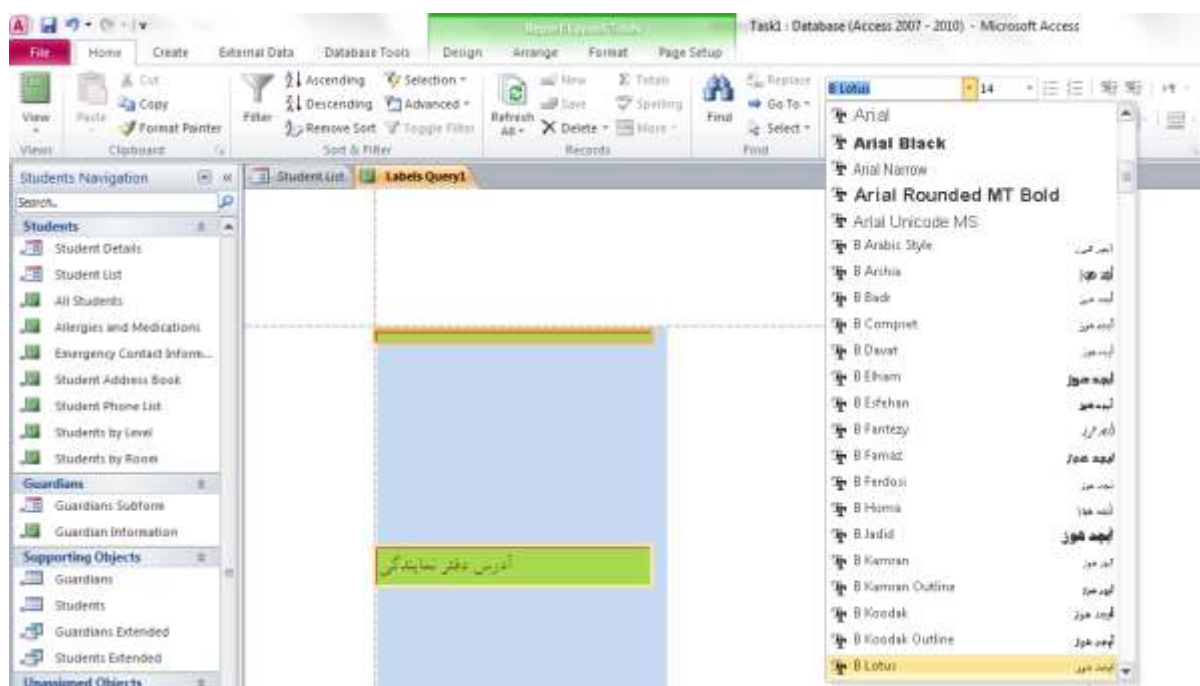 Task1 : Database (Access 2007 - 2010) - Microsoft Access
File Home Create External Data Database Tools Design Arrange Format Page Setup
View
Views
Paste
Cut
Copy
Format Painter
Clipboard
Filter
Ascending
Descending
Remove Sort
Selection
Advanced
Toggle Filter
Sort & Filter
Refresh
All
New
Save
Delete
Totals
Spelling
More
Records
Find
Replace
Go To
Select
Find
B Lotus 14
Students Navigation
Search...
Students
Student Details
Student List
All Students
Allergies and Medications
Emergency Contact Inform...
Student Address Book
Student Phone List
Students by Level
Students by Room
Guardians
Guardians Subform
Guardian Information
Supporting Objects
Guardians
Students
Guardians Extended
Students Extended
Unassigned Objects
Student List Labels Query1
آدرس دفتر نمایندگی
Arial
Arial Black
Arial Narrow
Arial Rounded MT Bold
Arial Unicode MS
B Arabic Style
B Arshia
B Badr
B Compset
B Davat
B Elham أبجد هوز
B Esfehan
B Fantezy
B Farnaz
B Ferdosi
B Homa
B Jadid أبجد هوز
B Kamran
B Kamran Outline
B Koodak
B Koodak Outline
B Lotus